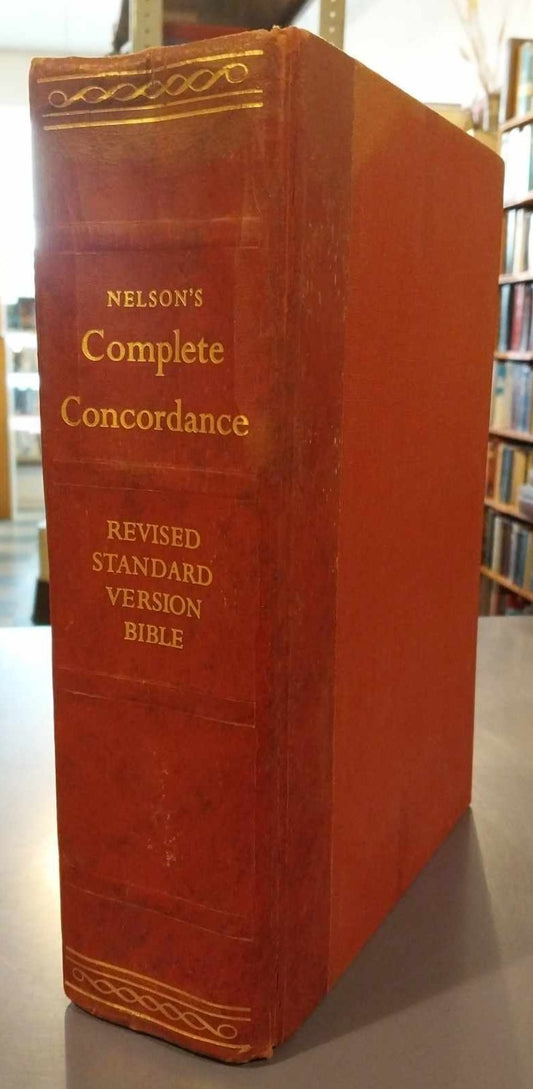 NELSON'S
Complete
Concordance
REVISED
STANDARD
VERSION
BIBLE